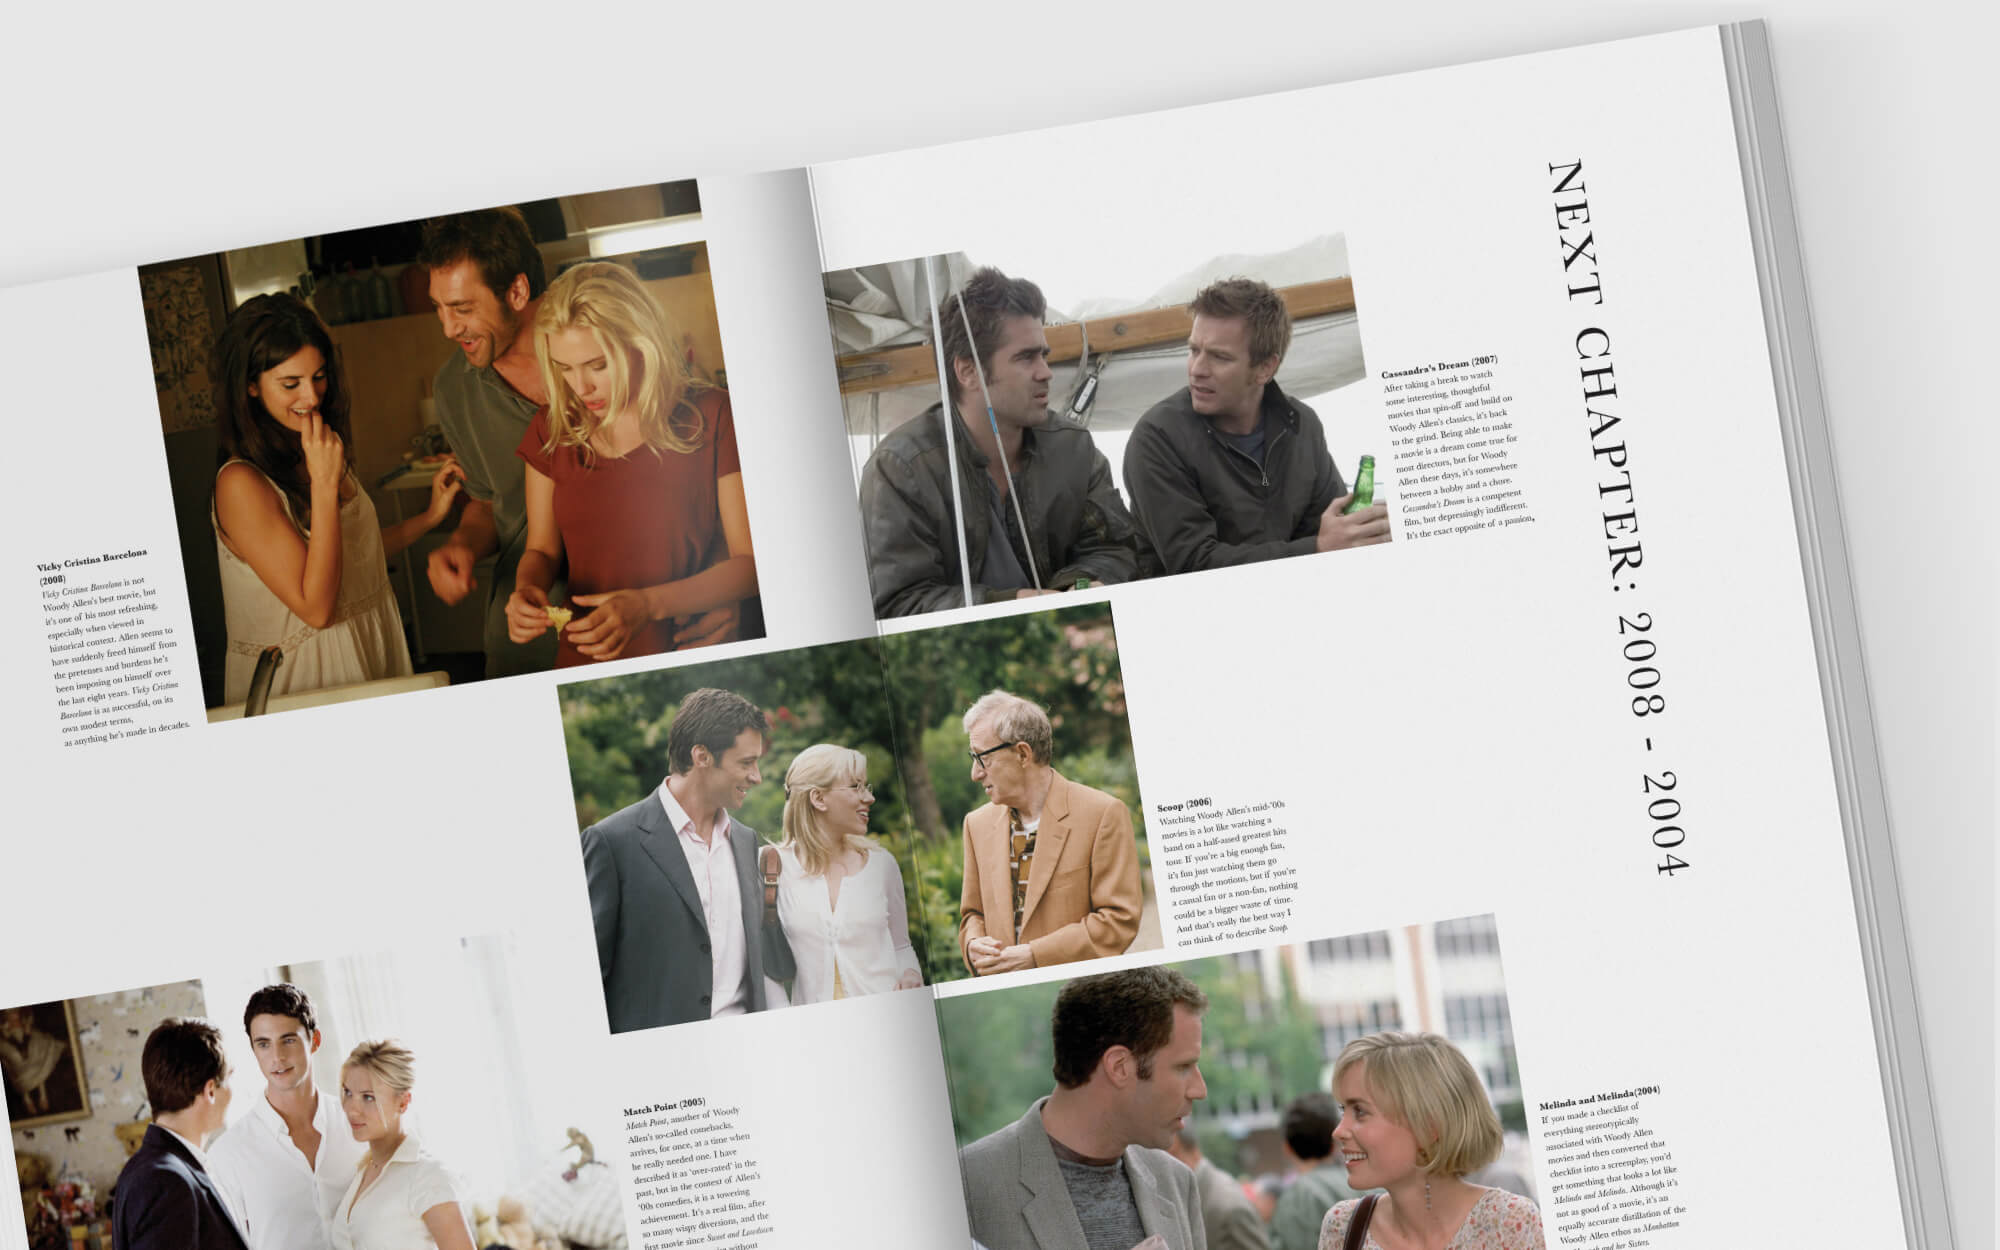 NEXT CHAPTER: 2008 - 2004
Vicky Cristina Barcelona
(2008)
Vicky Cristina Barcelona is not
Woody Allen's best movie, but
it's one of his most refreshing,
especially when viewed in
historical context. Allen seems to
have suddenly freed himself from
the pretenses and burdens he's
been imposing on himself over
the last eight years. Vicky Cristina
Barcelona is as successful, on its
own modest terms,
as anything he's made in decades.
Cassandra's Dream (2007)
After taking a break to watch
some interesting, thoughtful
movies that spin-off and build on
Woody Allen's classics, it's back
to the grind. Being able to make
a movie is a dream come true for
most directors, but for Woody
Allen these days, it's somewhere
between a hobby and a chore.
Cassandra's Dream is a competent
film, but depressingly indifferent.
It's the exact opposite of a passion,
Scoop (2006)
Watching Woody Allen's mid-'00s
movies is a lot like watching a
band on a half-assed greatest hits
tour. If you're a big enough fan,
it's fun just watching them go
through the motions, but if you're
a casual fan or a non-fan, nothing
could be a bigger waste of time.
And that's really the best way I
can think of to describe Scoop.
Match Point (2005)
Match Point, another of Woody
Allen's so-called comebacks,
arrives, for once, at a time when
he really needed one. I have
described it as 'over-rated' in the
past, but in the context of Allen's
'00s comedies, it is a towering
achievement. It's a real film, after
so many wispy diversions, and the
first movie since Sweet and Lowdown
without
Melinda and Melinda(2004)
If you made a checklist of
everything stereotypically
associated with Woody Allen
movies and then converted that
checklist into a screenplay, you'd
get something that looks a lot like
Melinda and Melinda. Although it's
not as good of a movie, it's an
equally accurate distillation of the
Woody Allen ethos as Manhattan
and her Sisters.